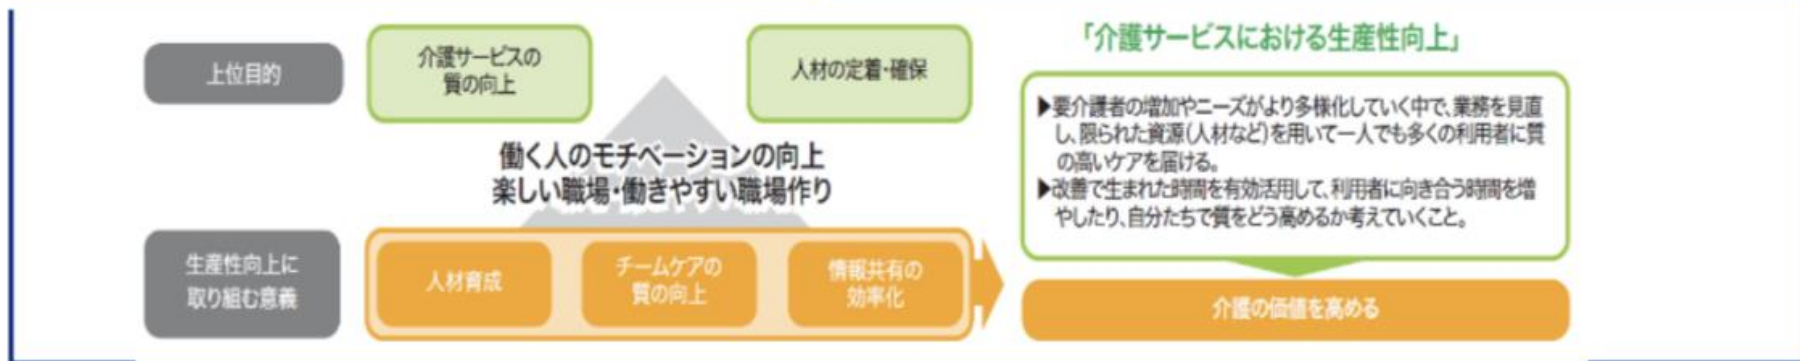 上位目的
介護サービスの
質の向上
人材の定着・確保
働く人のモチベーションの向上
楽しい職場・働きやすい職場作り
生産性向上に
取り組む意義
人材育成
チームケアの
質の向上
情報共有の
効率化
「介護サービスにおける生産性向上」
▶要介護者の増加やニーズがより多様化していく中で、業務を見直
し、限られた資源(人材など)を用いて一人でも多くの利用者に質
の高いケアを届ける。
▶改善で生まれた時間を有効活用して、利用者に向き合う時間を増
やしたり、自分たちで質をどう高めるか考えていくこと。
介護の価値を高める